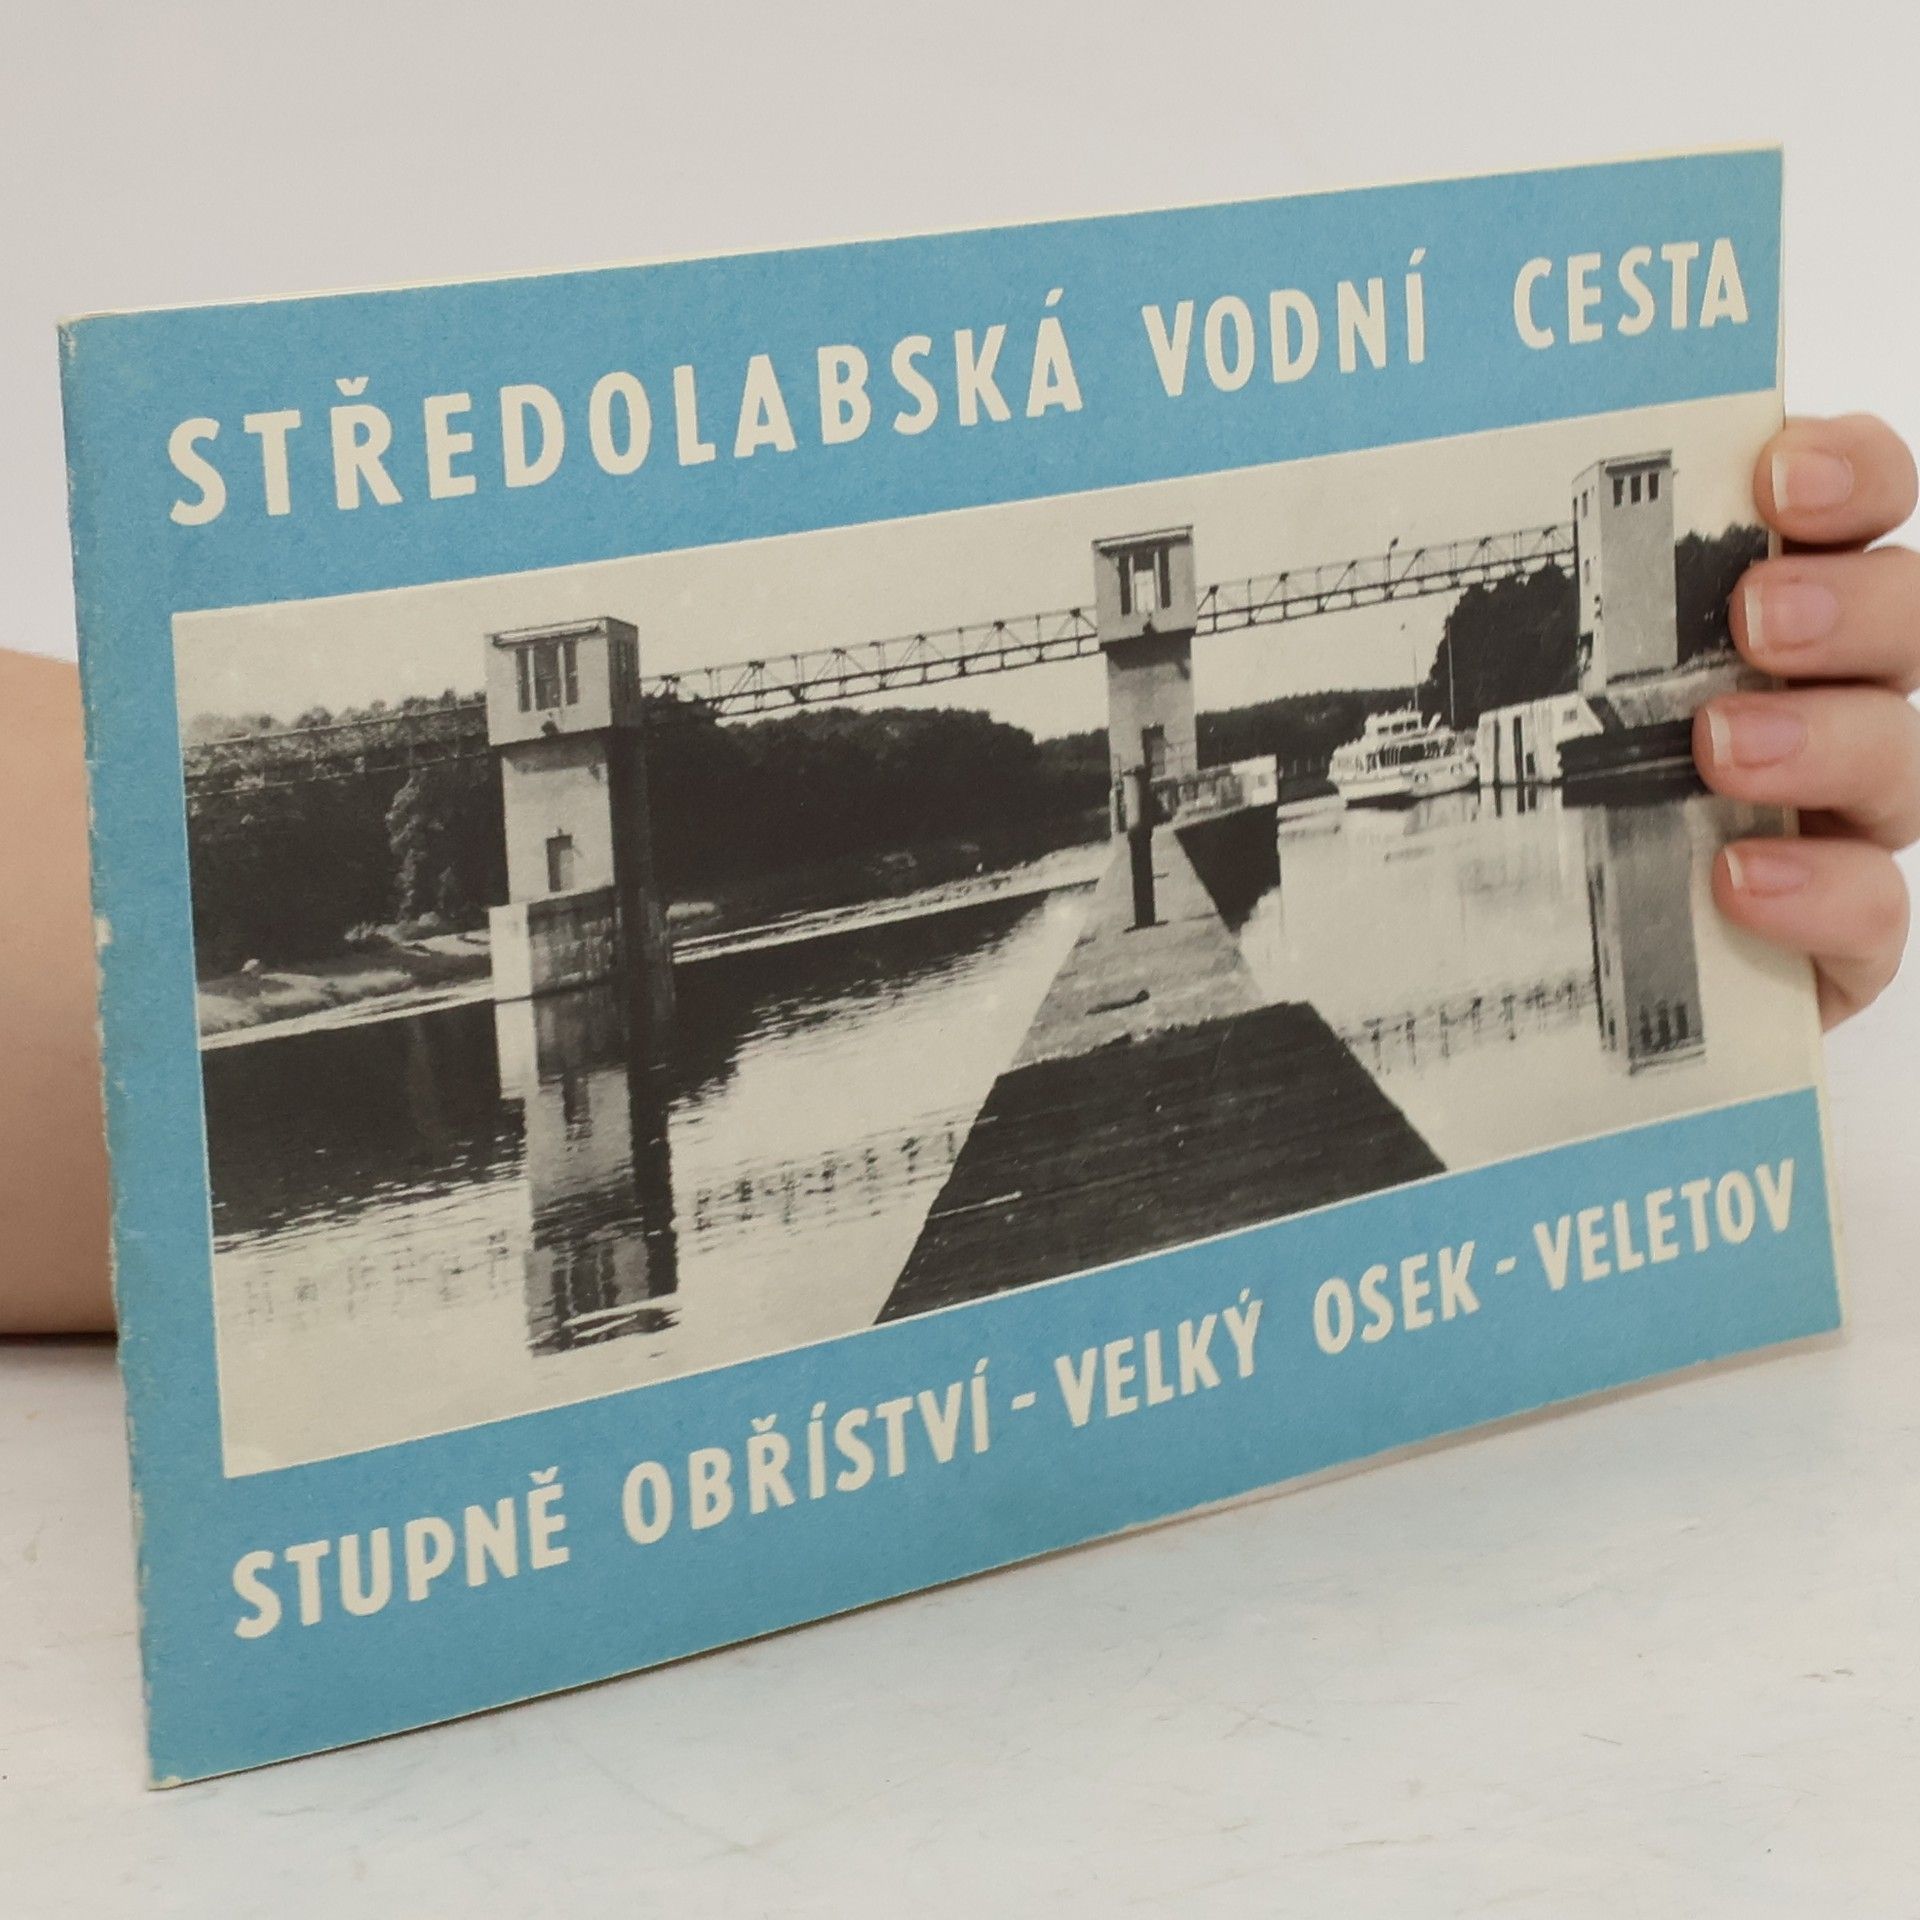 STŘEDOLABSKÁ VODNÍ CESTA
STUPNĚ OBŘÍSTVÍ - VELKÝ OSEK - VELETOV